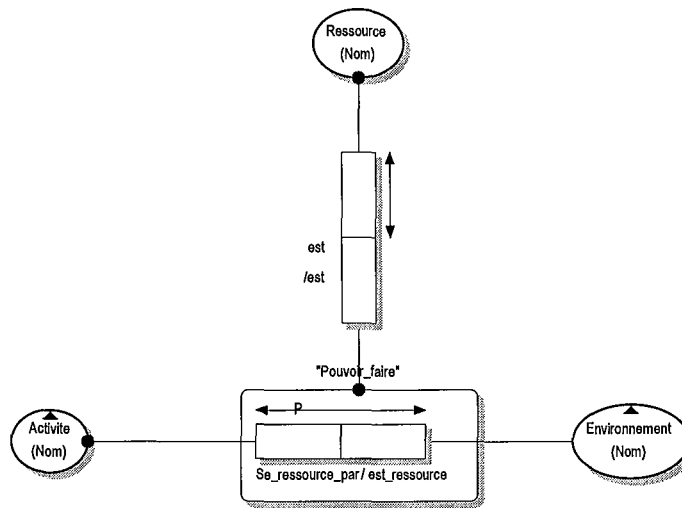 Ressource
(Nom)
est
/est
"Pouvoir_faire"
P
Activite
(Nom)
Environnement
(Nom)
Se_ressource_par / est_ressource